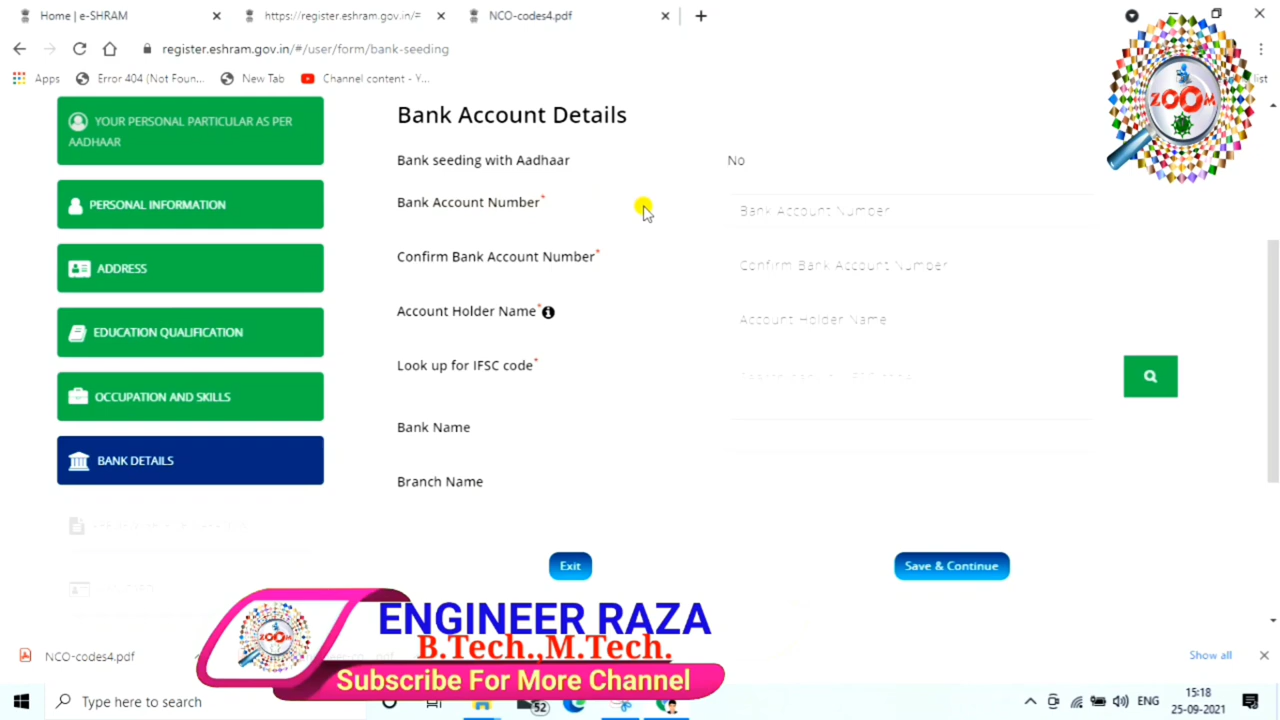 Home | e-SHRAM
https://register.eshram.gov.in/#
NCO-codes4.pdf
register.eshram.gov.in/#/user/form/bank-seeding
Apps
Error 404 (Not Foun...
New Tab
Channel content - Y...
list
ZOOM
YOUR PERSONAL PARTICULAR AS PER
AADHAAR
PERSONAL INFORMATION
ADDRESS
EDUCATION QUALIFICATION
OCCUPATION AND SKILLS
BANK DETAILS
Bank Account Details
Bank seeding with Aadhaar
No
Bank Account Number*
Bank Account Number
Confirm Bank Account Number*
Confirm Bank Account Number
Account Holder Name*
Account Holder Name
Look up for IFSC code*
Bank Name
Branch Name
Exit
Save & Continue
ZOOM
ENGINEER RAZA
B.Tech.,M.Tech.
Subscribe For More Channel
NCO-codes4.pdf
Show all
Type here to search
52
ENG
15:18
25-09-2021